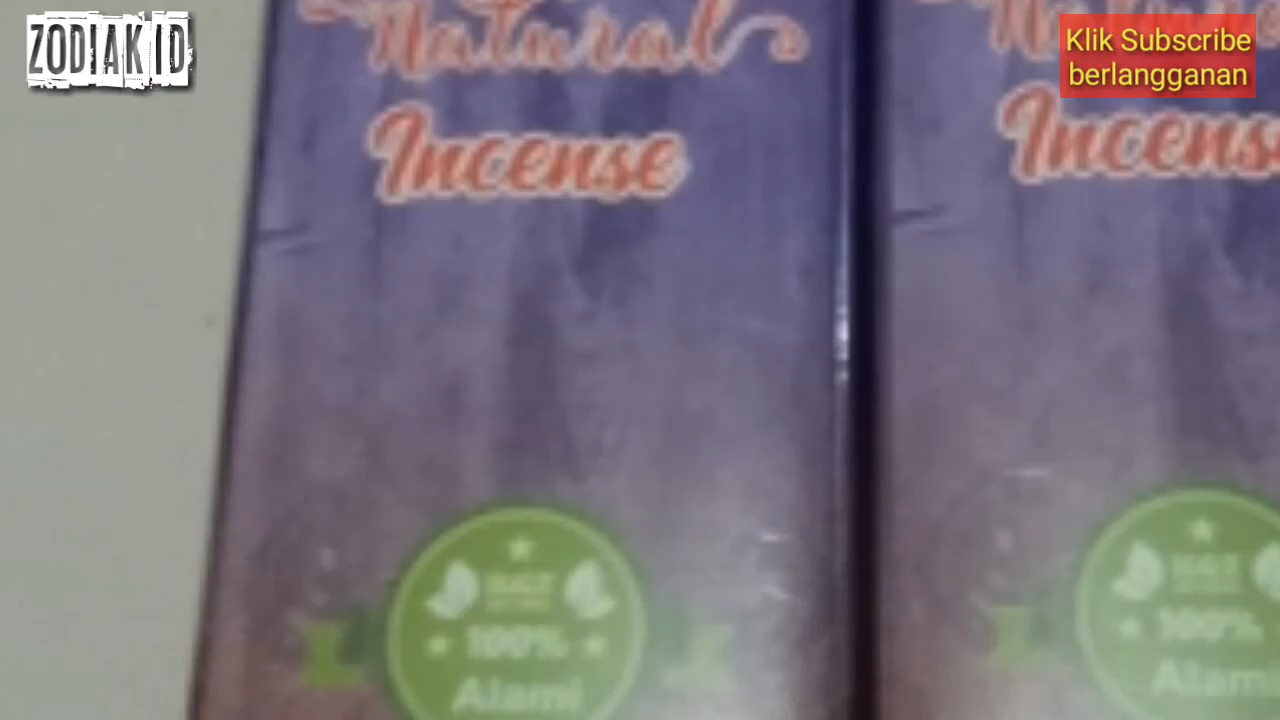 ZODIAK ID
Klik Subscribe
berlangganan
Natural
Incense
Incense
100%
Alami
100%
Alami